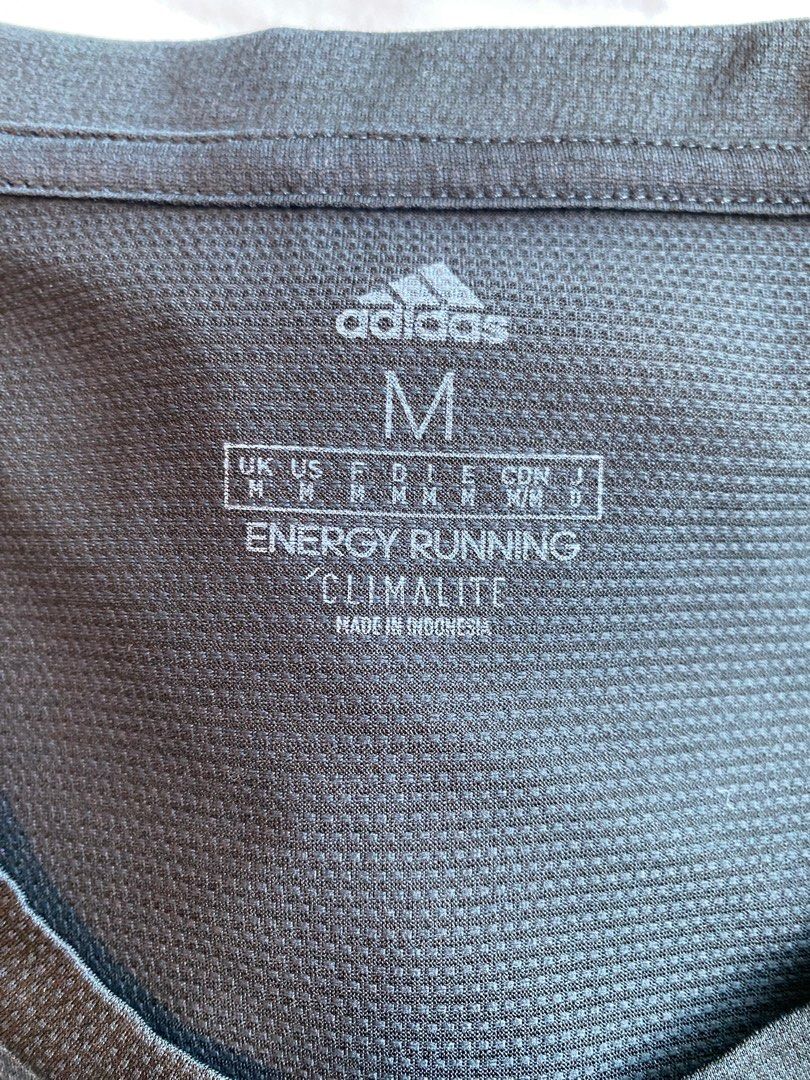 adidas
M
UK US F D I E CDN J
M M M M M M M/M O
ENERGY RUNNING
CLIMALITE
MADE IN INDONESIA